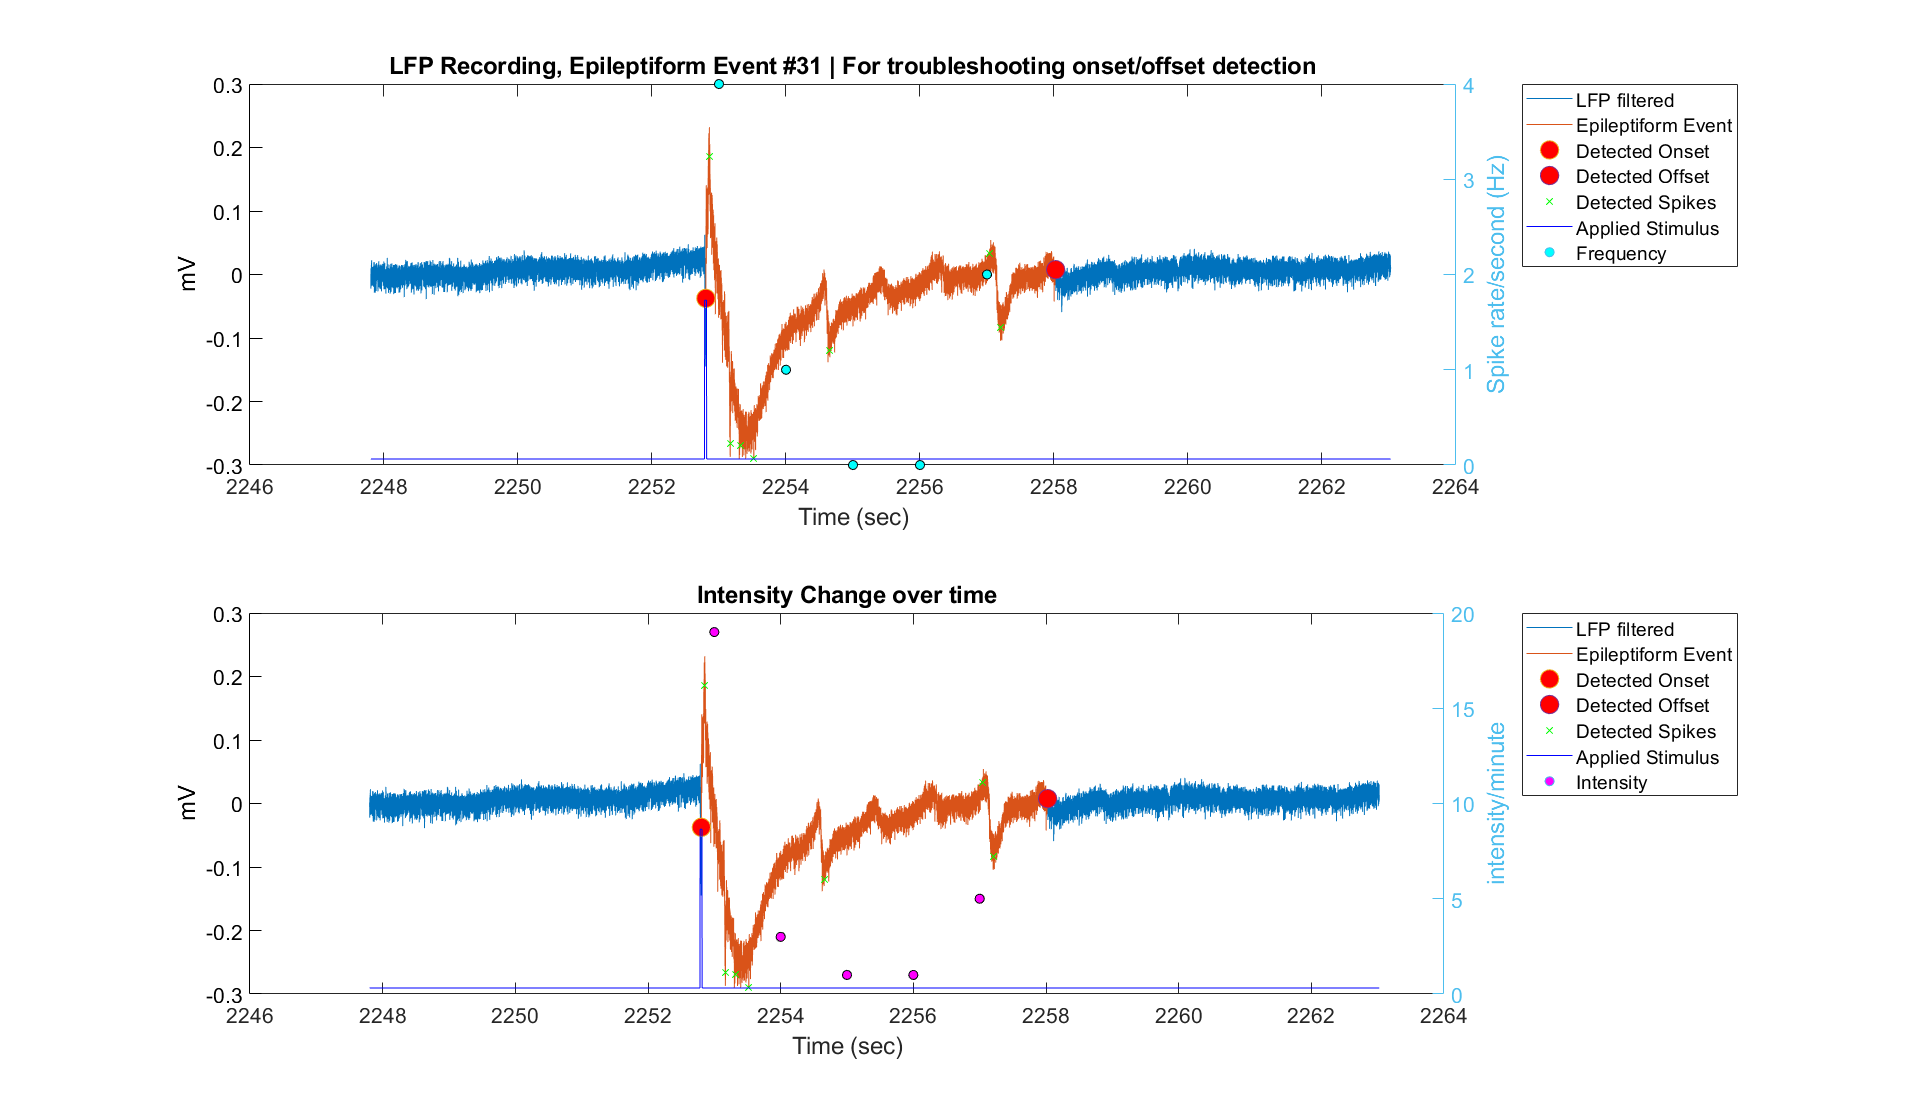 LFP Recording, Epileptiform Event #31 | For troubleshooting onset/offset detection
0.3
0.2
0.1
0
-0.1
-0.2
-0.3
mV
2246 2248 2250 2252 2254 2256 2258 2260 2262 2264
Time (sec)
4
3
2
1
0
Spike rate/second (Hz)
LFP filtered
Epileptiform Event
Detected Onset
Detected Offset
Detected Spikes
Applied Stimulus
Frequency
Intensity Change over time
0.3
0.2
0.1
0
-0.1
-0.2
-0.3
mV
2246 2248 2250 2252 2254 2256 2258 2260 2262 2264
Time (sec)
20
15
10
5
0
intensity/minute
LFP filtered
Epileptiform Event
Detected Onset
Detected Offset
Detected Spikes
Applied Stimulus
Intensity